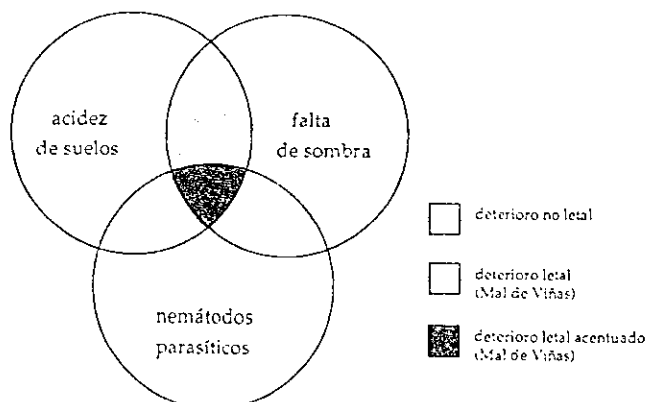 acidez
de suelos
falta
de sombra
nemátodos
parasíticos
deterioro no letal
deterioro letal
(Mal de Viñas)
deterioro letal acentuado
(Mal de Viñas)